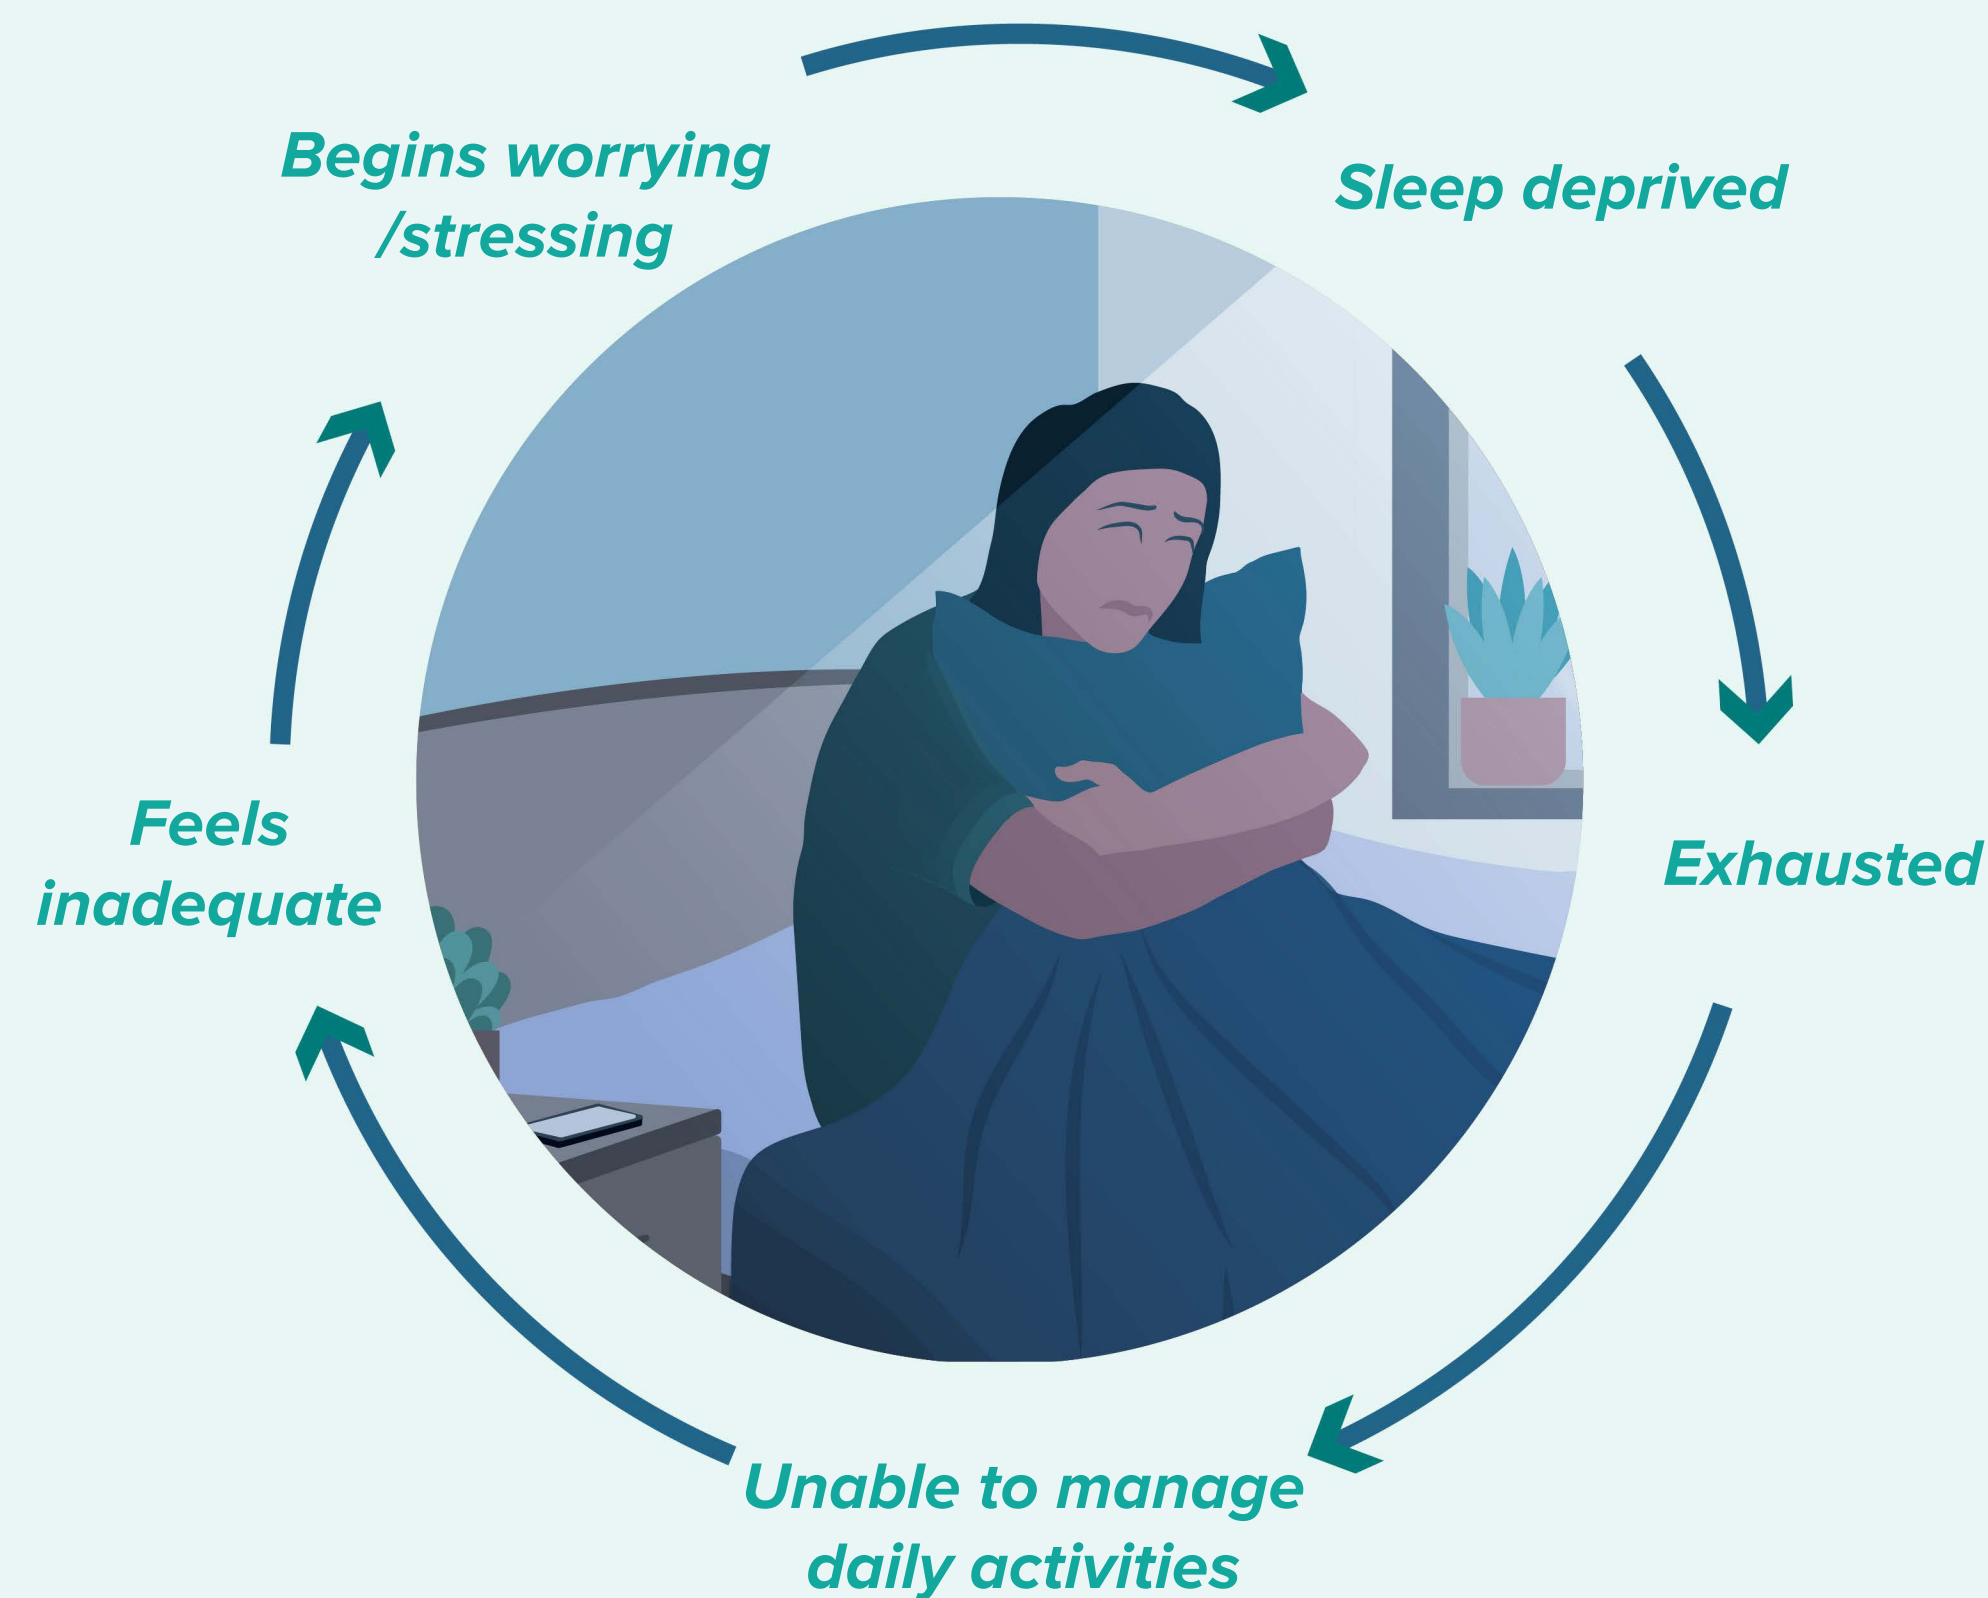 Begins worrying
/stressing
Sleep deprived
Exhausted
Unable to manage
daily activities
Feels
inadequate